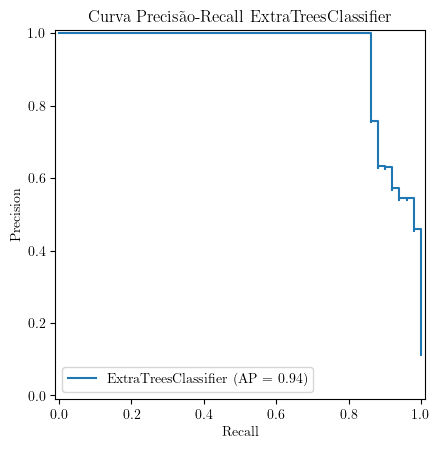 Curva Precisão-Recall ExtraTreesClassifier
1.0
0.8
0.6
0.4
0.2
0.0
Precision
ExtraTreesClassifier (AP = 0.94)
0.0 0.2 0.4 0.6 0.8 1.0
Recall